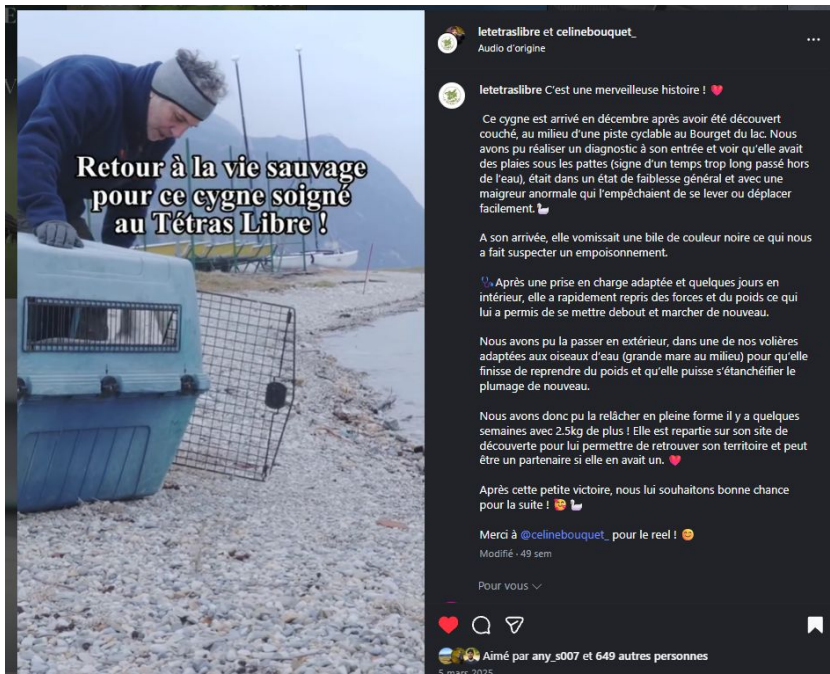 Retour à la vie sauvage
pour ce cygne soigné
au Tétras Libre !
letetraslibre et celinebouquet_
Audio d'origine
letetraslibre C'est une merveilleuse histoire ! ❤️
Ce cygne est arrivé en décembre après avoir été découvert
couché, au milieu d'une piste cyclable au Bourget du lac. Nous
avons pu réaliser un diagnostic à son entrée et voir qu'elle avait
des plaies sous les pattes (signe d'un temps trop long passé hors
de l'eau), était dans un état de faiblesse général et avec une
maigreur anormale qui l'empêchaient de se lever ou déplacer
facilement.🦢
A son arrivée, elle vomissait une bile de couleur noire ce qui nous
a fait suspecter un empoisonnement.
🩺Après une prise en charge adaptée et quelques jours en
intérieur, elle a rapidement repris des forces et du poids ce qui
lui a permis de se mettre debout et marcher de nouveau.
Nous avons pu la passer en extérieur, dans une de nos volières
adaptées aux oiseaux d'eau (grande mare au milieu) pour qu'elle
finisse de reprendre du poids et qu'elle puisse s'étanchéifier le
plumage de nouveau.
Nous avons donc pu la relâcher en pleine forme il y a quelques
semaines avec 2.5kg de plus ! Elle est repartie sur son site de
découverte pour lui permettre de retrouver son territoire et peut
être un partenaire si elle en avait un. ❤️
Après cette petite victoire, nous lui souhaitons bonne chance
pour la suite ! 🥰🦢
Merci à @celinebouquet_ pour le reel ! 😊
Modifié · 49 sem
Pour vous
Aimé par any_s007 et 649 autres personnes
5 mars 2025